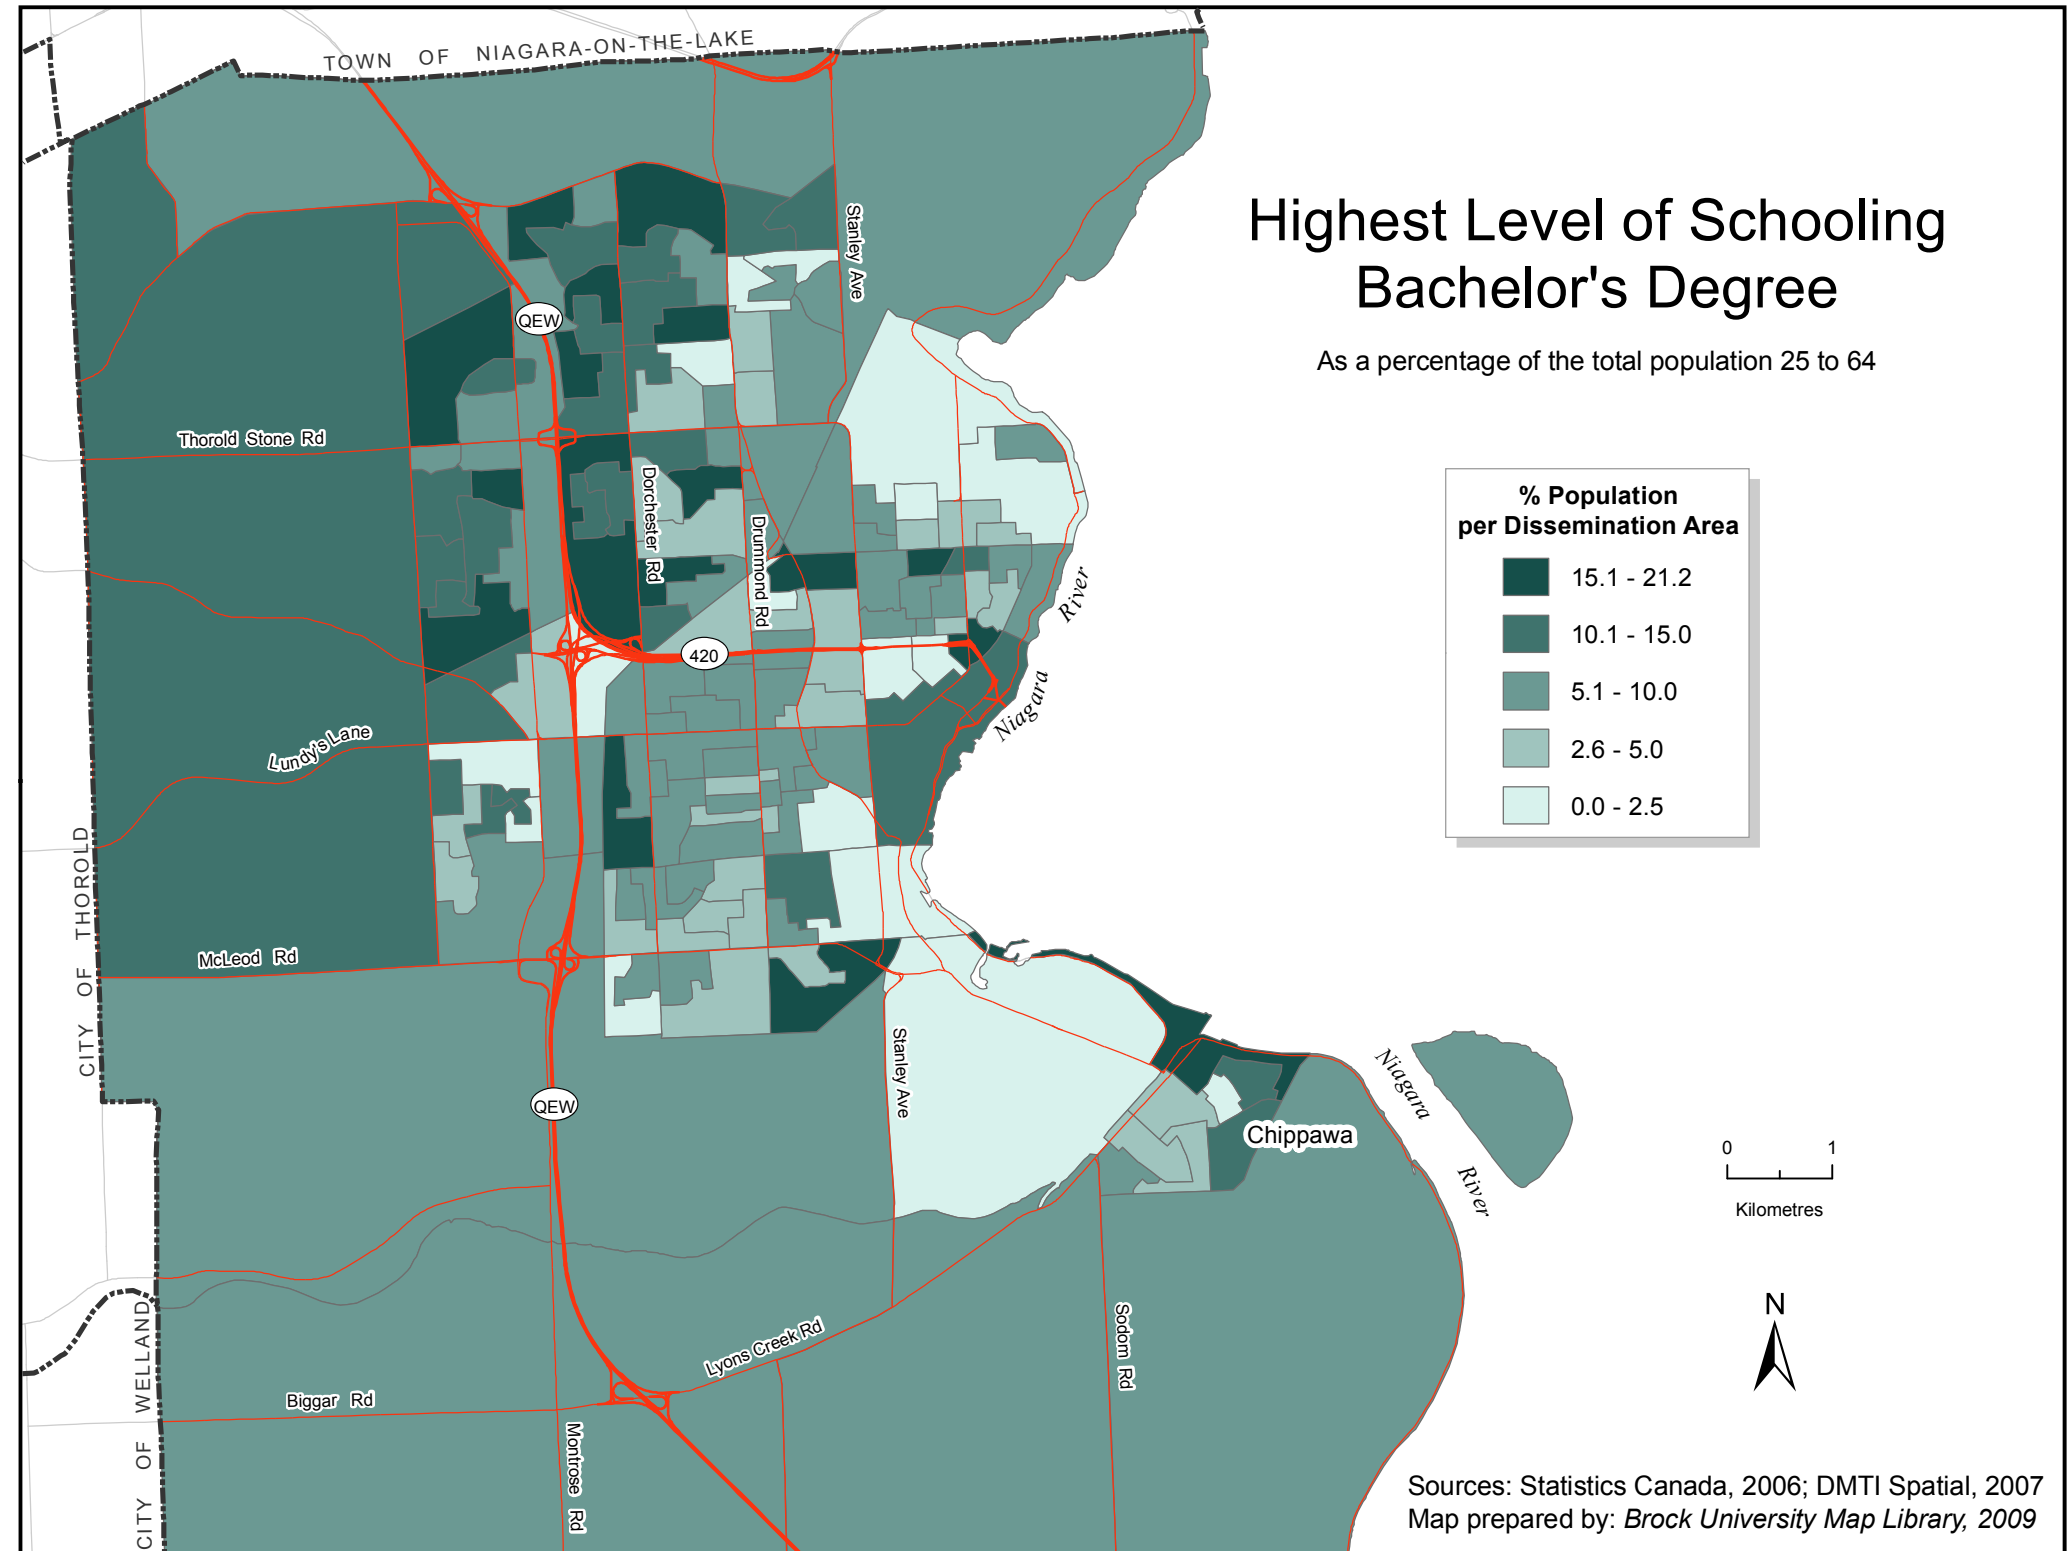 TOWN OF NIAGARA-ON-THE-LAKE
Highest Level of Schooling
Bachelor's Degree
As a percentage of the total population 25 to 64
Stanley Ave
QEW
Thorold Stone Rd
Dorchester Rd
Drummond Rd
% Population
per Dissemination Area
15.1 - 21.2
10.1 - 15.0
5.1 - 10.0
2.6 - 5.0
0.0 - 2.5
Niagara River
420
Lundy's Lane
CITY OF THOROLD
McLeod Rd
Stanley Ave
QEW
Chippawa
Niagara River
0 1
Kilometres
N
CITY OF WELLAND
Lyons Creek Rd
Sodom Rd
Biggar Rd
Montrose Rd
Sources: Statistics Canada, 2006; DMTI Spatial, 2007
Map prepared by: Brock University Map Library, 2009